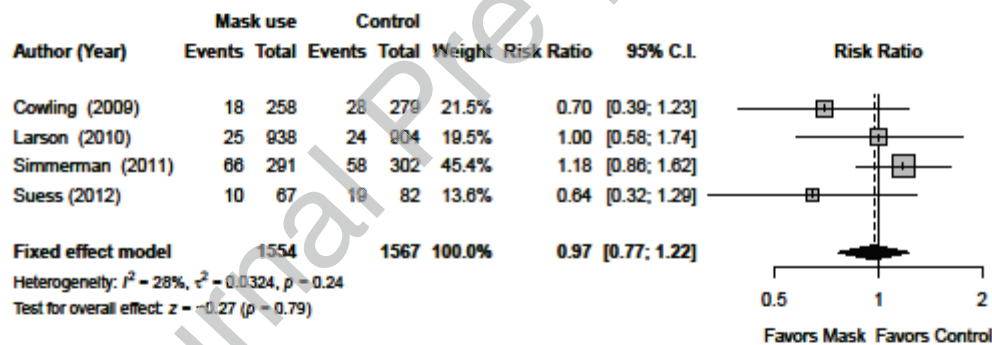 Mask use Control
Author (Year) Events Total Events Total Weight Risk Ratio 95% C.I. Risk Ratio
Cowling (2009) 18 258 28 279 21.5% 0.70 [0.39; 1.23]
Larson (2010) 25 938 24 904 19.5% 1.00 [0.58; 1.74]
Simmerman (2011) 66 291 58 302 45.4% 1.18 [0.86; 1.62]
Suess (2012) 10 67 19 82 13.6% 0.64 [0.32; 1.29]
Fixed effect model 1554 1567 100.0% 0.97 [0.77; 1.22]
Heterogeneity: I² = 28%, τ² = 0.0324, p = 0.24
Test for overall effect: z = −0.27 (p = 0.79)
0.5 1 2
Favors Mask Favors Control